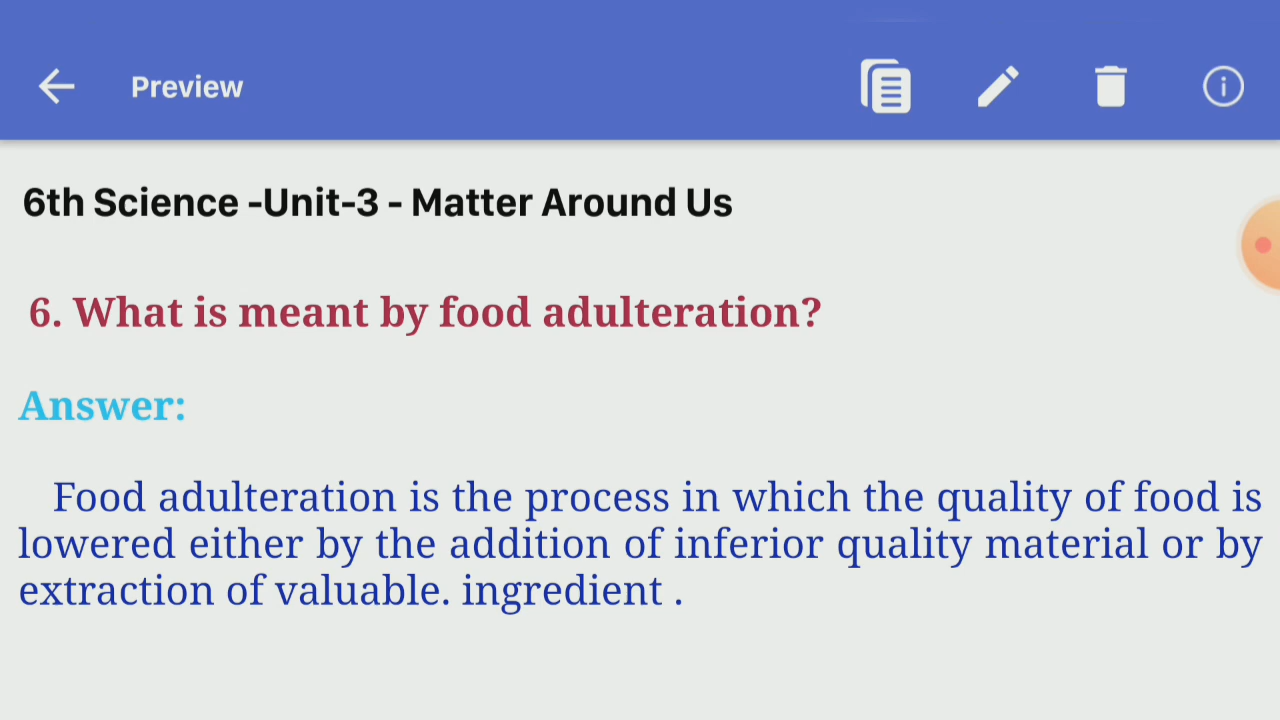 Preview
6th Science -Unit-3 - Matter Around Us
6. What is meant by food adulteration?
Answer:
Food adulteration is the process in which the quality of food is
lowered either by the addition of inferior quality material or by
extraction of valuable. ingredient .